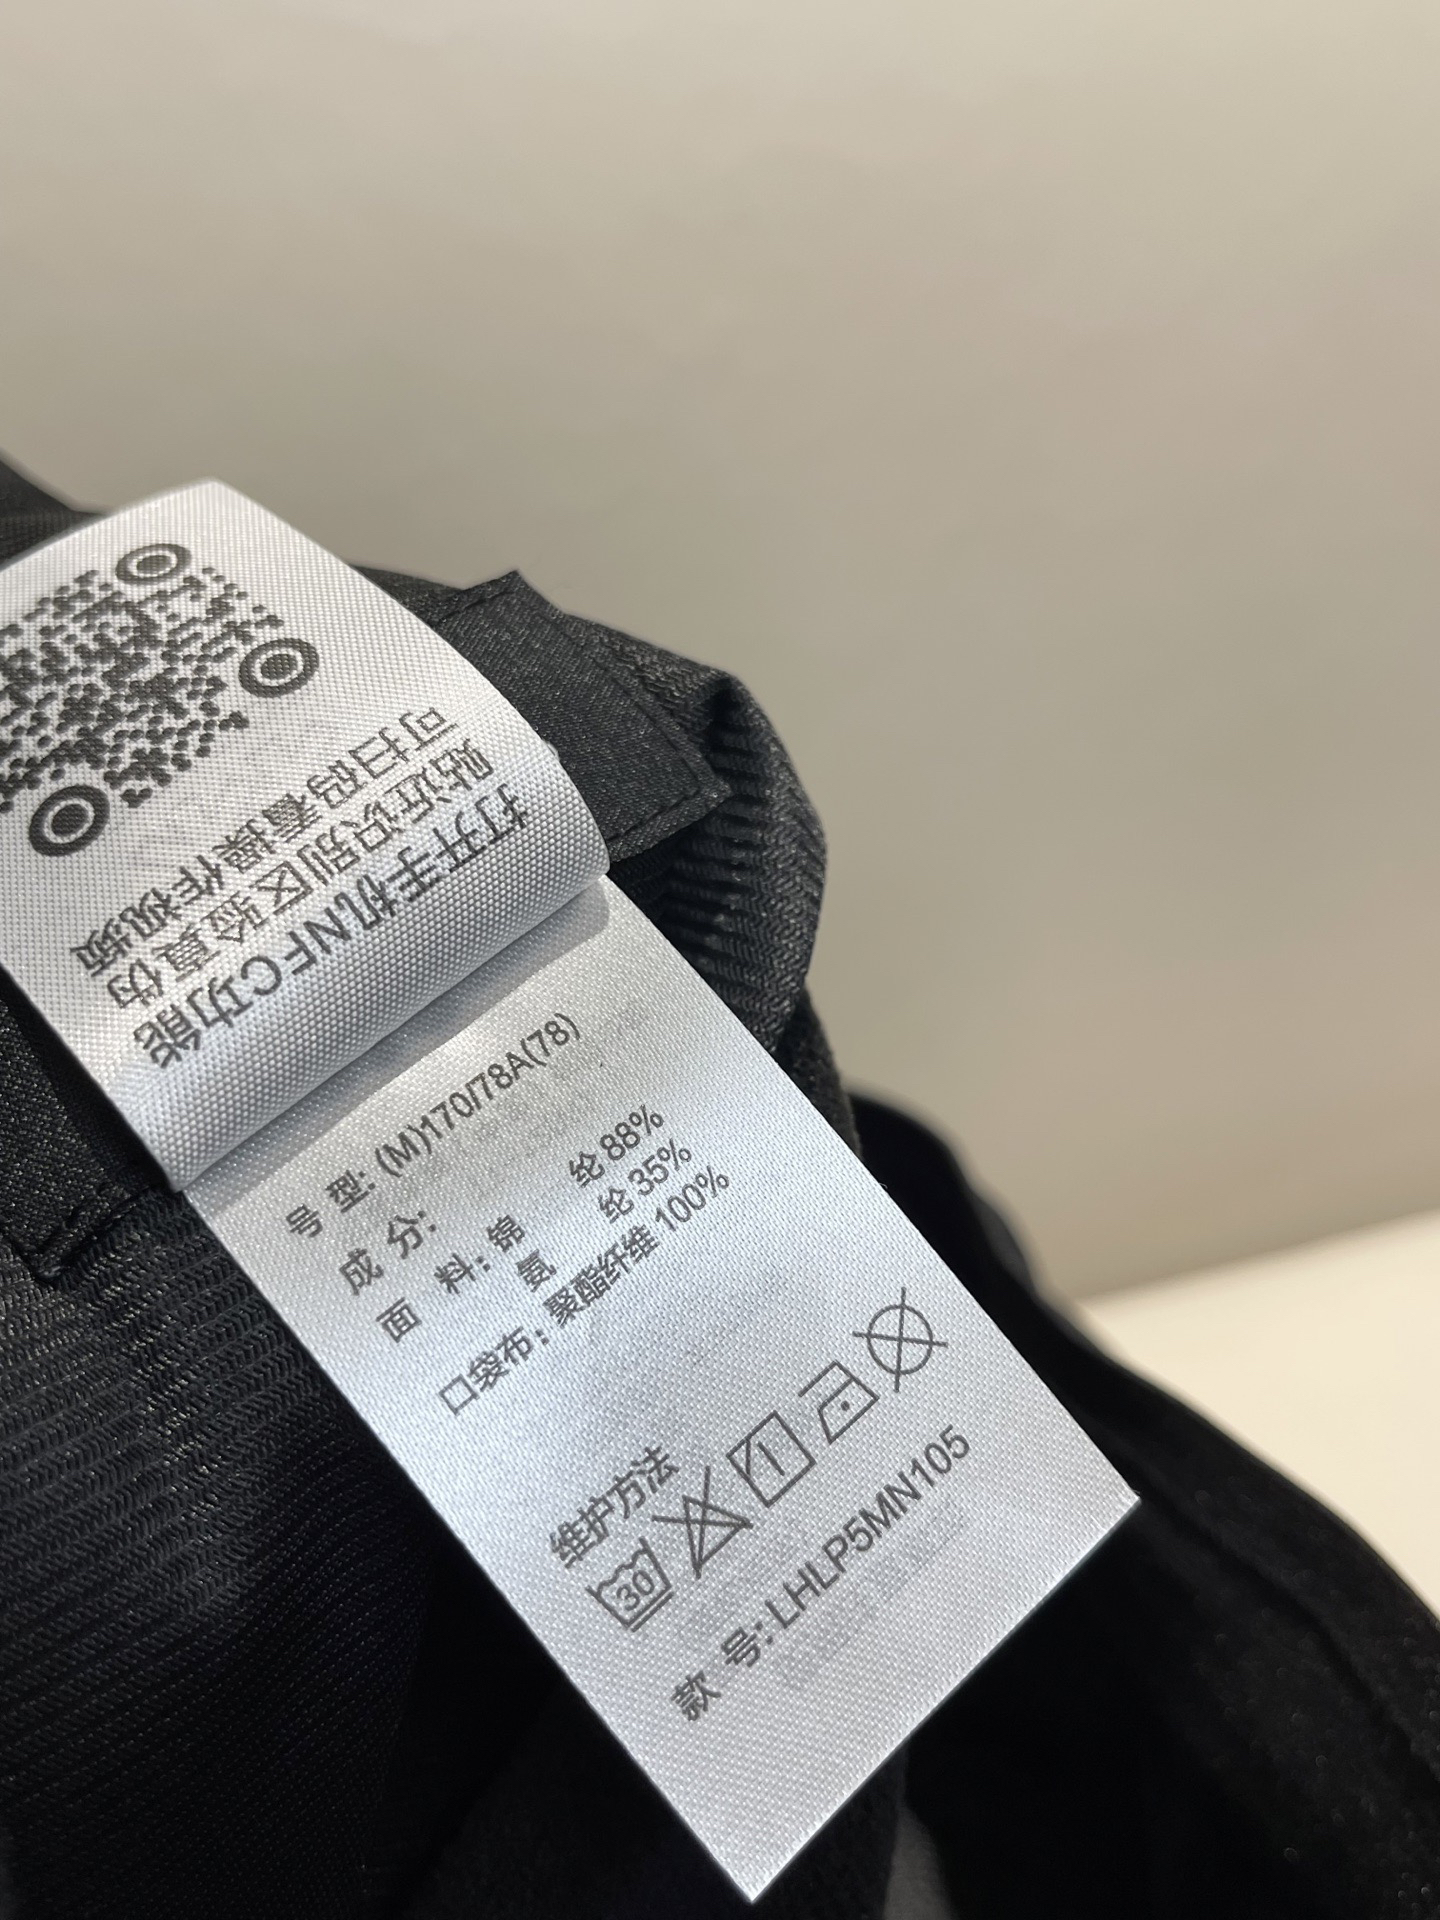 打开手机NFC功能
贴近识别区验真伪
可扫码看操作视频
号 型: (M)170/78A(78)
成 分:
面 料: 锦 纶 88%
氨 纶 35%
口袋布: 聚酯纤维 100%
维护方法
30
款 号: LHLP5MN105